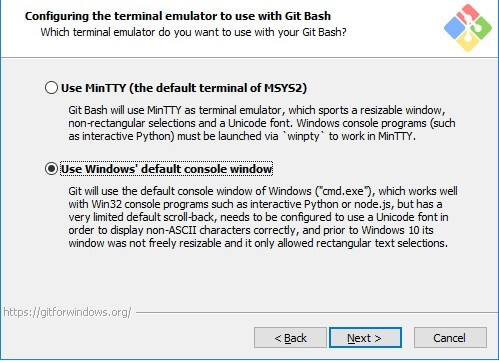 Configuring the terminal emulator to use with Git Bash
Which terminal emulator do you want to use with your Git Bash?
Use MinTTY (the default terminal of MSYS2)
Git Bash will use MinTTY as terminal emulator, which sports a resizable window,
non-rectangular selections and a Unicode font. Windows console programs (such
as interactive Python) must be launched via `winpty` to work in MinTTY.
Use Windows' default console window
Git will use the default console window of Windows ("cmd.exe"), which works well
with Win32 console programs such as interactive Python or node.js, but has a
very limited default scroll-back, needs to be configured to use a Unicode font in
order to display non-ASCII characters correctly, and prior to Windows 10 its
window was not freely resizable and it only allowed rectangular text selections.
https://gitforwindows.org/
< Back
Next >
Cancel